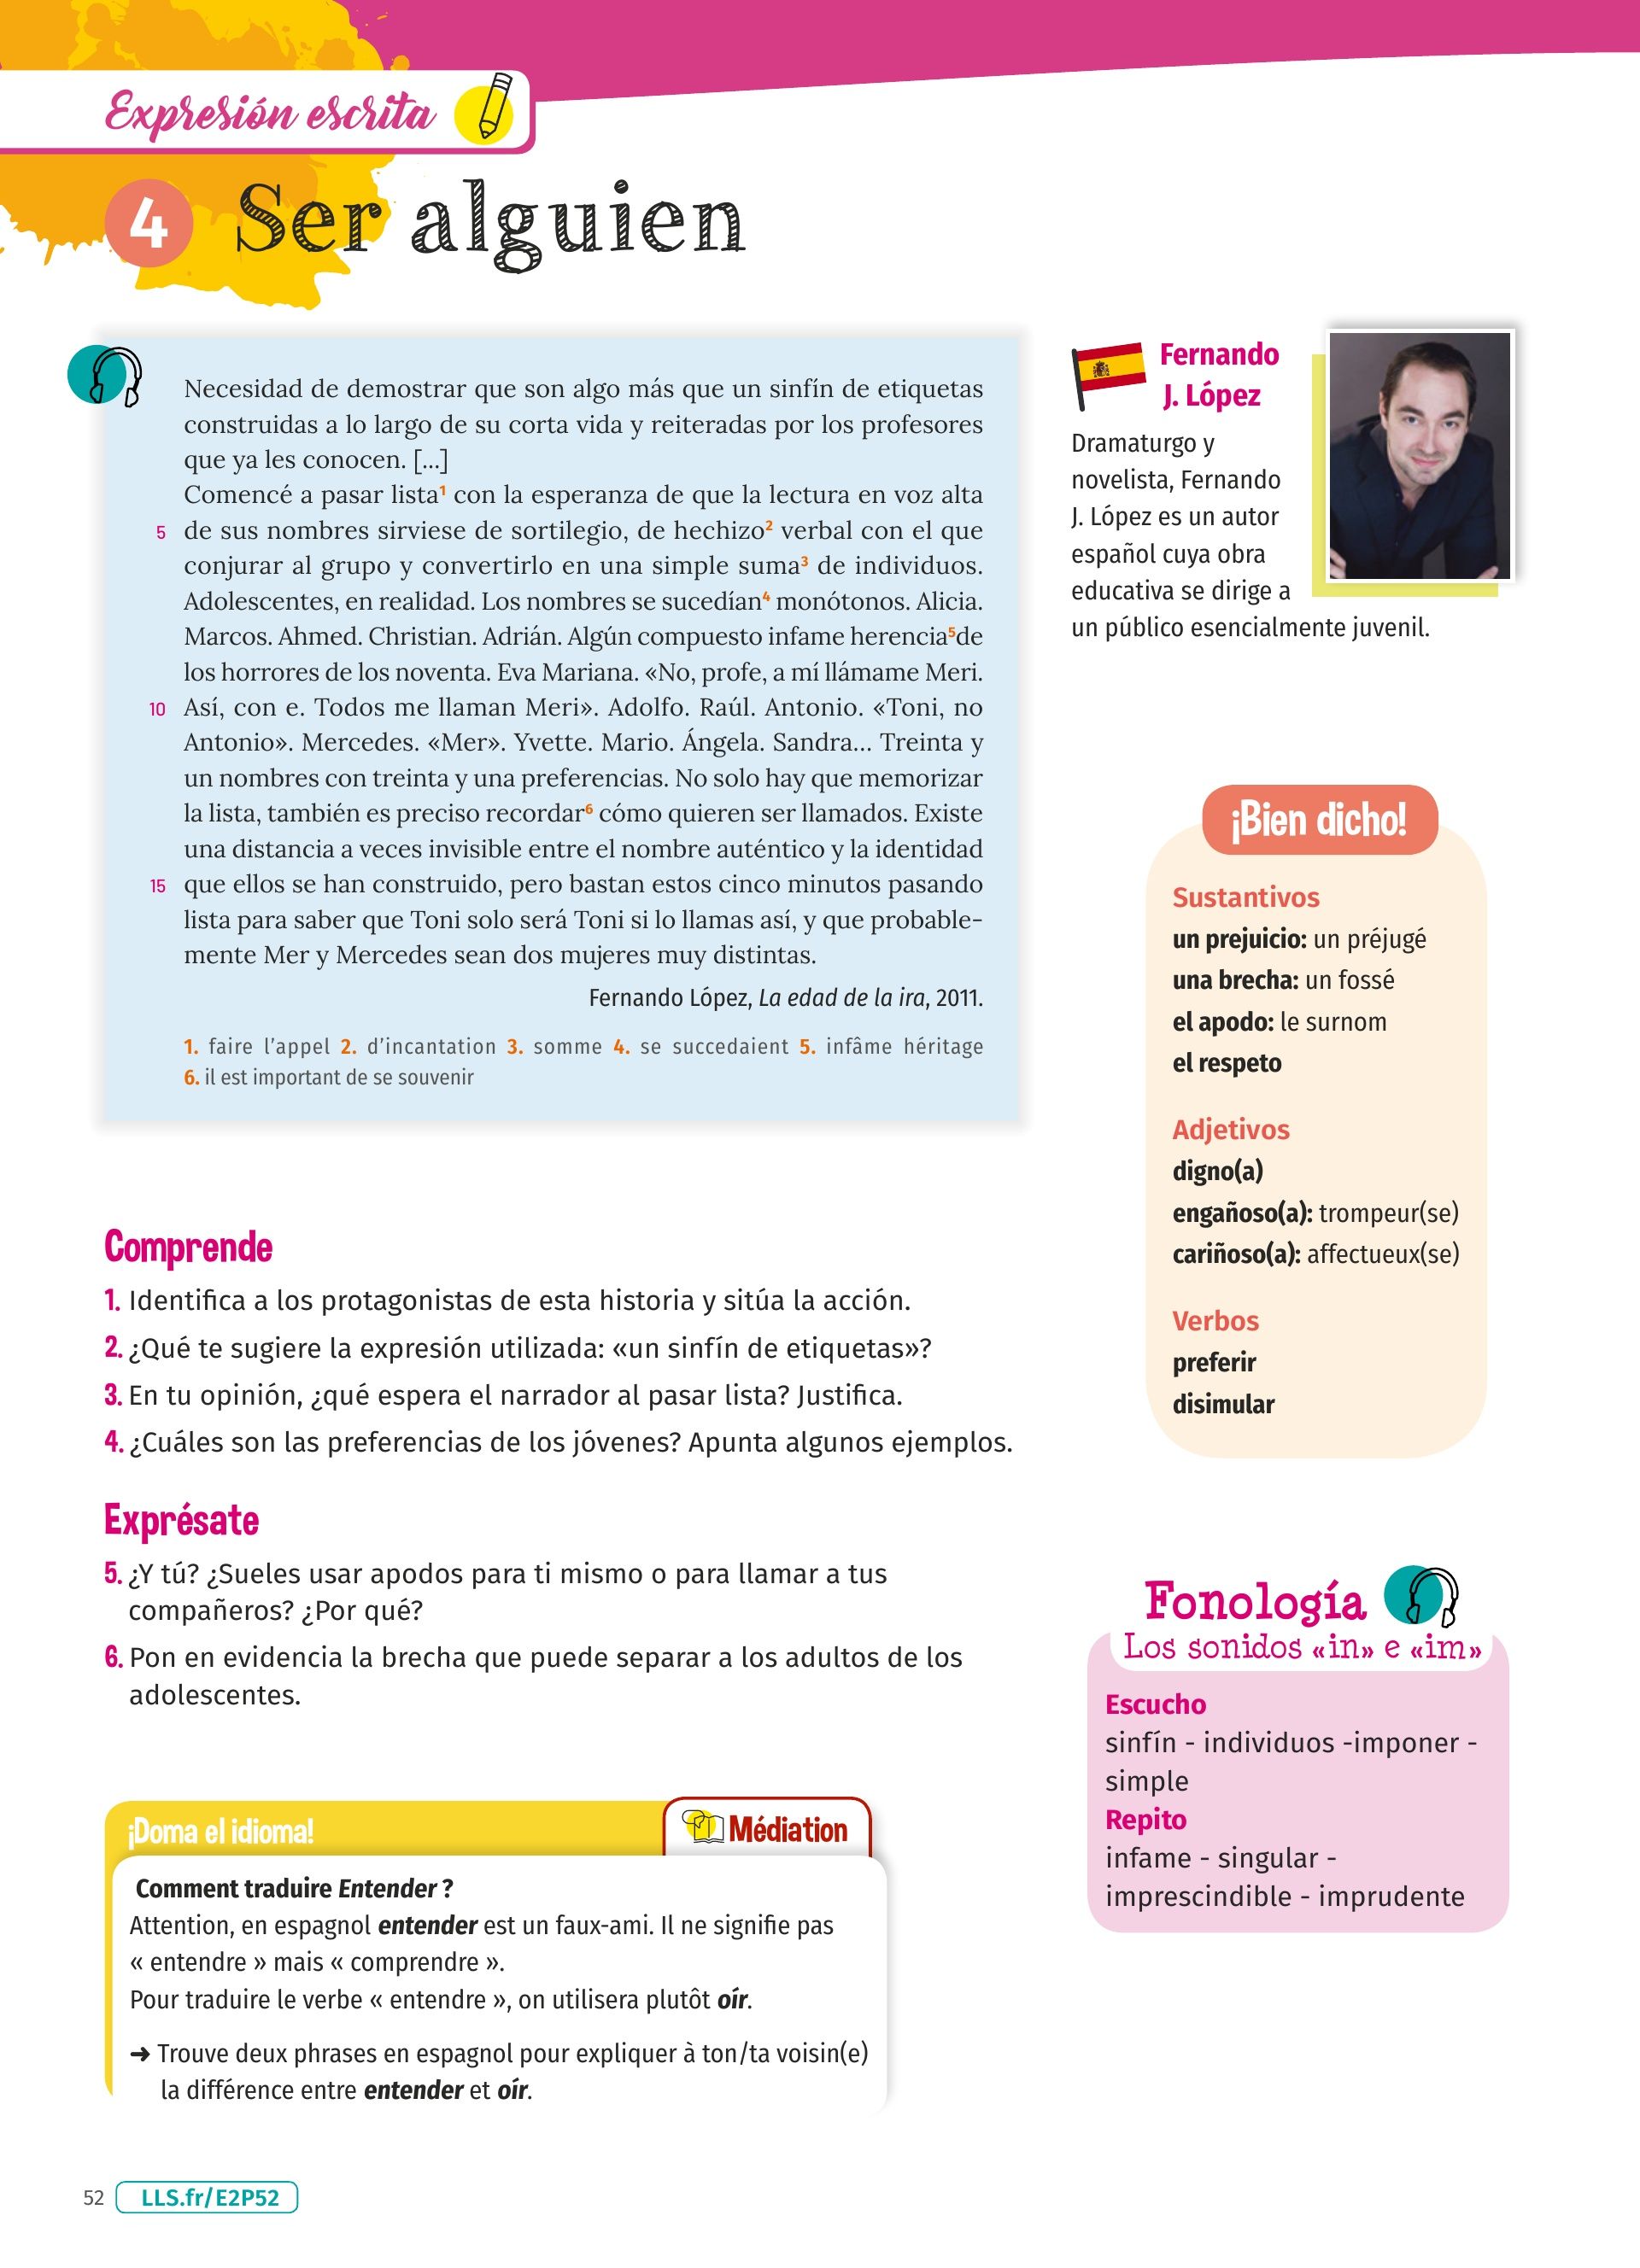 Expresión escrita
4 Ser alguien
Necesidad de demostrar que son algo más que un sinfín de etiquetas
construidas a lo largo de su corta vida y reiteradas por los profesores
que ya les conocen. [...]
Comencé a pasar lista1 con la esperanza de que la lectura en voz alta
5 de sus nombres sirviese de sortilegio, de hechizo2 verbal con el que
conjurar al grupo y convertirlo en una simple suma3 de individuos.
Adolescentes, en realidad. Los nombres se sucedían4 monótonos. Alicia.
Marcos. Ahmed. Christian. Adrián. Algún compuesto infame herencia5de
los horrores de los noventa. Eva Mariana. «No, profe, a mí llámame Meri.
10 Así, con e. Todos me llaman Meri». Adolfo. Raúl. Antonio. «Toni, no
Antonio». Mercedes. «Mer». Yvette. Mario. Ángela. Sandra... Treinta y
un nombres con treinta y una preferencias. No solo hay que memorizar
la lista, también es preciso recordar6 cómo quieren ser llamados. Existe
una distancia a veces invisible entre el nombre auténtico y la identidad
15 que ellos se han construido, pero bastan estos cinco minutos pasando
lista para saber que Toni solo será Toni si lo llamas así, y que probable-
mente Mer y Mercedes sean dos mujeres muy distintas.
Fernando López, La edad de la ira, 2011.
1. faire l'appel 2. d'incantation 3. somme 4. se succedaient 5. infâme héritage
6. il est important de se souvenir
Fernando
J. López
Dramaturgo y
novelista, Fernando
J. López es un autor
español cuya obra
educativa se dirige a
un público esencialmente juvenil.
¡Bien dicho!
Sustantivos
un prejuicio: un préjugé
una brecha: un fossé
el apodo: le surnom
el respeto
Adjetivos
digno(a)
engañoso(a): trompeur(se)
cariñoso(a): affectueux(se)
Verbos
preferir
disimular
Comprende
1. Identifica a los protagonistas de esta historia y sitúa la acción.
2. ¿Qué te sugiere la expresión utilizada: «un sinfín de etiquetas»?
3. En tu opinión, ¿qué espera el narrador al pasar lista? Justifica.
4. ¿Cuáles son las preferencias de los jóvenes? Apunta algunos ejemplos.
Exprésate
5. ¿Y tú? ¿Sueles usar apodos para ti mismo o para llamar a tus
compañeros? ¿Por qué?
6. Pon en evidencia la brecha que puede separar a los adultos de los
adolescentes.
Fonología
Los sonidos «in» e «im»
Escucho
sinfín - individuos -imponer -
simple
Repito
infame - singular -
imprescindible - imprudente
¡Doma el idioma!
Médiation
Comment traduire Entender ?
Attention, en espagnol entender est un faux-ami. Il ne signifie pas
« entendre » mais « comprendre ».
Pour traduire le verbe « entendre », on utilisera plutôt oír.
➜ Trouve deux phrases en espagnol pour expliquer à ton/ta voisin(e)
la différence entre entender et oír.
52 LLS.fr/E2P52